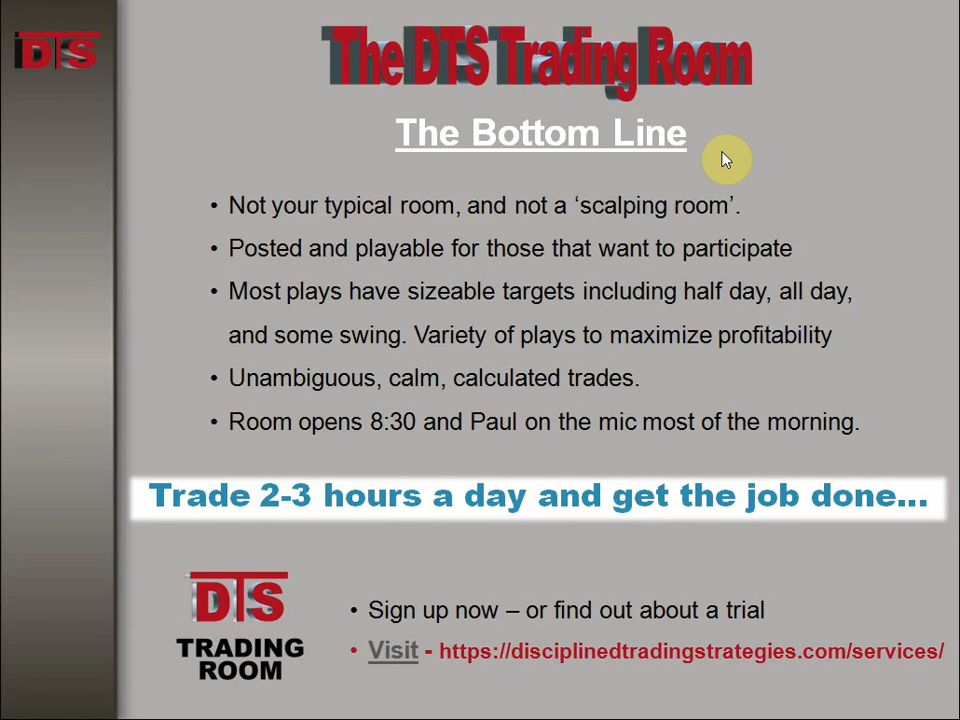 DTS
The DTS Trading Room
The Bottom Line
• Not your typical room, and not a ‘scalping room’.
• Posted and playable for those that want to participate
• Most plays have sizeable targets including half day, all day,
and some swing. Variety of plays to maximize profitability
• Unambiguous, calm, calculated trades.
• Room opens 8:30 and Paul on the mic most of the morning.
Trade 2-3 hours a day and get the job done...
DTS
TRADING
ROOM
• Sign up now – or find out about a trial
• Visit - https://disciplinedtradingstrategies.com/services/